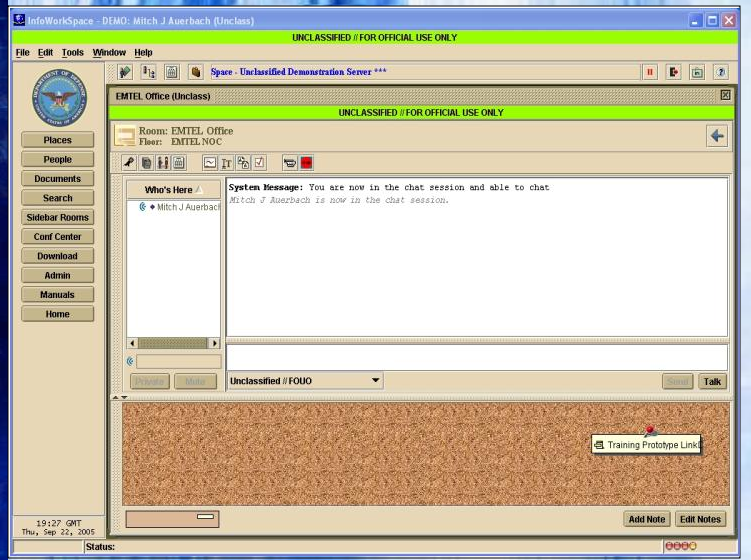 InfoWorkSpace - DEMO: Mitch J Auerbach (Unclass)
UNCLASSIFIED // FOR OFFICIAL USE ONLY
File Edit Tools Window Help
Space - Unclassified Demonstration Server ***
EMTEL Office (Unclass)
UNCLASSIFIED // FOR OFFICIAL USE ONLY
Room: EMTEL Office
Floor: EMTEL NOC
Places
People
Documents
Search
Sidebar Rooms
Conf Center
Download
Admin
Manuals
Home
Who's Here
Mitch J Auerbach
System Message: You are now in the chat session and able to chat
Mitch J Auerbach is now in the chat session.
Private Mute
Unclassified // FOUO
Send Talk
Training Prototype Link
Add Note Edit Notes
19:27 GMT
Thu, Sep 22, 2005
Status: